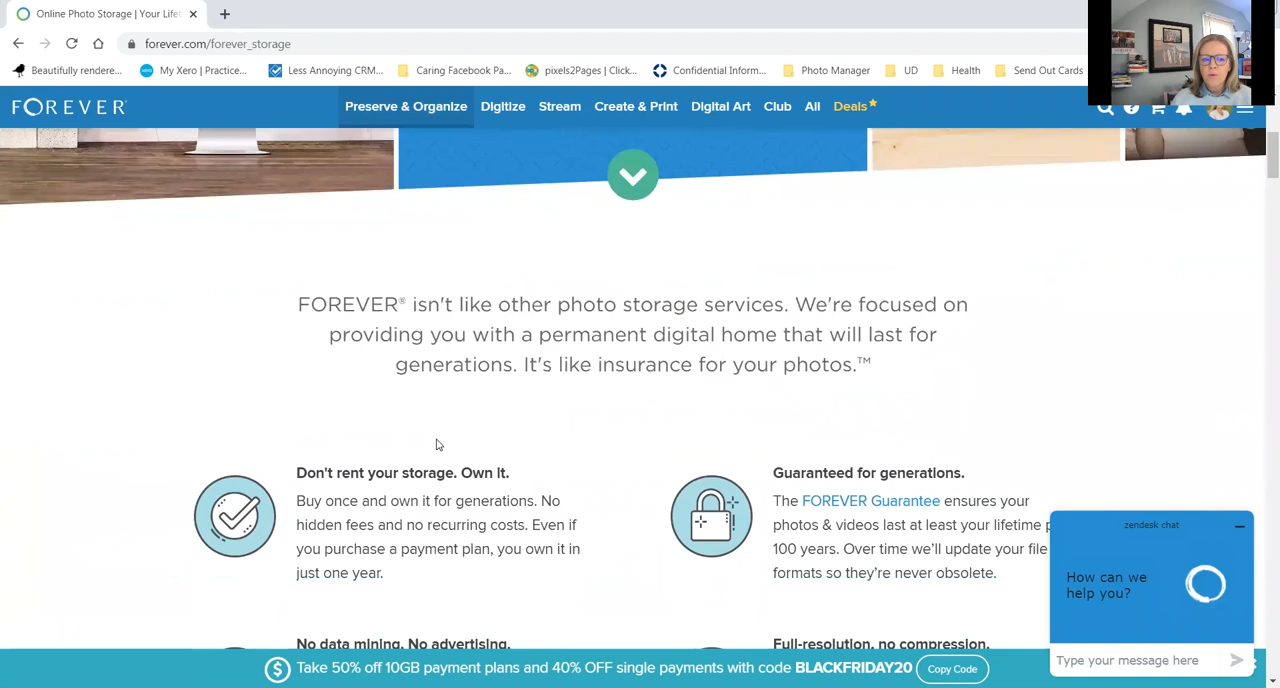 Online Photo Storage | Your Lifet
forever.com/forever_storage
Beautifully rendere...
My Xero | Practice...
Less Annoying CRM...
Caring Facebook Pa...
pixels2Pages | Click...
Confidential Inform...
Photo Manager
UD
Health
Send Out Cards
FOREVER
Preserve & Organize
Digitize
Stream
Create & Print
Digital Art
Club
All
Deals
FOREVER® isn't like other photo storage services. We're focused on
providing you with a permanent digital home that will last for
generations. It's like insurance for your photos.™
Don't rent your storage. Own it.
Buy once and own it for generations. No
hidden fees and no recurring costs. Even if
you purchase a payment plan, you own it in
just one year.
Guaranteed for generations.
The FOREVER Guarantee ensures your
photos & videos last at least your lifetime p
100 years. Over time we'll update your file
formats so they're never obsolete.
No data mining. No advertising.
Full-resolution, no compression.
zendesk chat
How can we
help you?
Type your message here
Take 50% off 10GB payment plans and 40% OFF single payments with code BLACKFRIDAY20
Copy Code